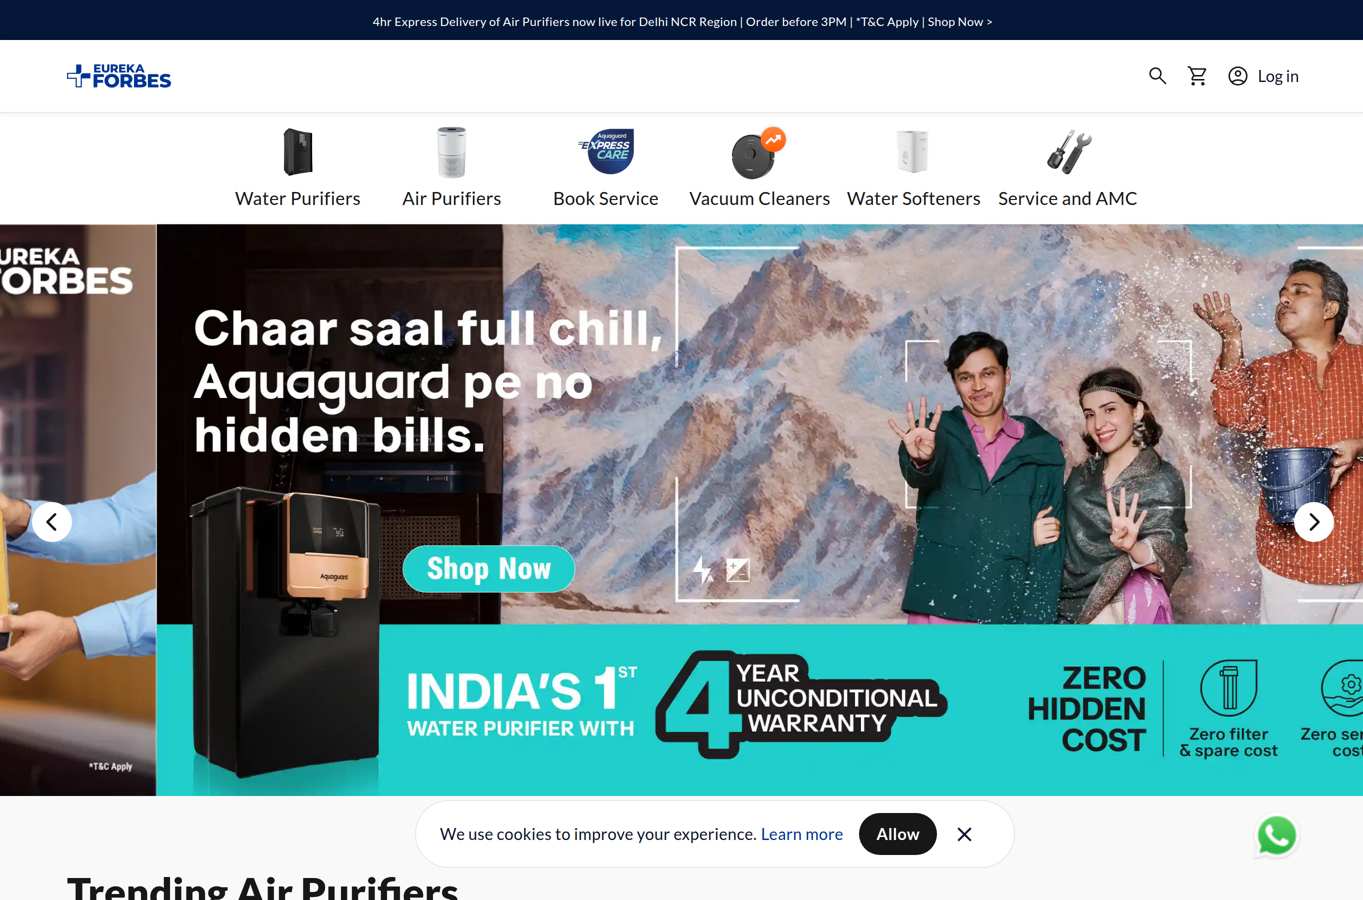 4hr Express Delivery of Air Purifiers now live for Delhi NCR Region | Order before 3PM | *T&C Apply | Shop Now >
EUREKA
FORBES
Log in
Aquaguard
EXPRESS
CARE
Water Purifiers
Air Purifiers
Book Service
Vacuum Cleaners
Water Softeners
Service and AMC
UREKA
ORBES
*T&C Apply
Chaar saal full chill,
Aquaguard pe no
hidden bills.
Aquaguard
Shop Now
INDIA'S 1ST
WATER PURIFIER WITH
4 YEAR
UNCONDITIONAL
WARRANTY
ZERO
HIDDEN
COST
Zero filter
& spare cost
Zero ser
cost
We use cookies to improve your experience. Learn more
Allow
Trending Air Purifiers